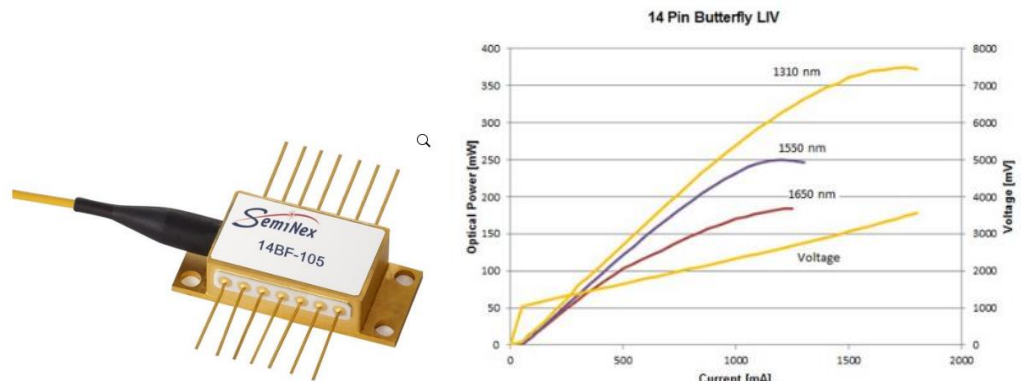 SemiNex
14BF-105
14 Pin Butterfly LIV
Optical Power [mW]
400
350
300
250
200
150
100
50
0
1310 nm
1550 nm
1650 nm
Voltage
8000
7000
6000
5000
4000
3000
2000
1000
0
Voltage [mV]
0
500
1000
1500
2000
Current [mA]